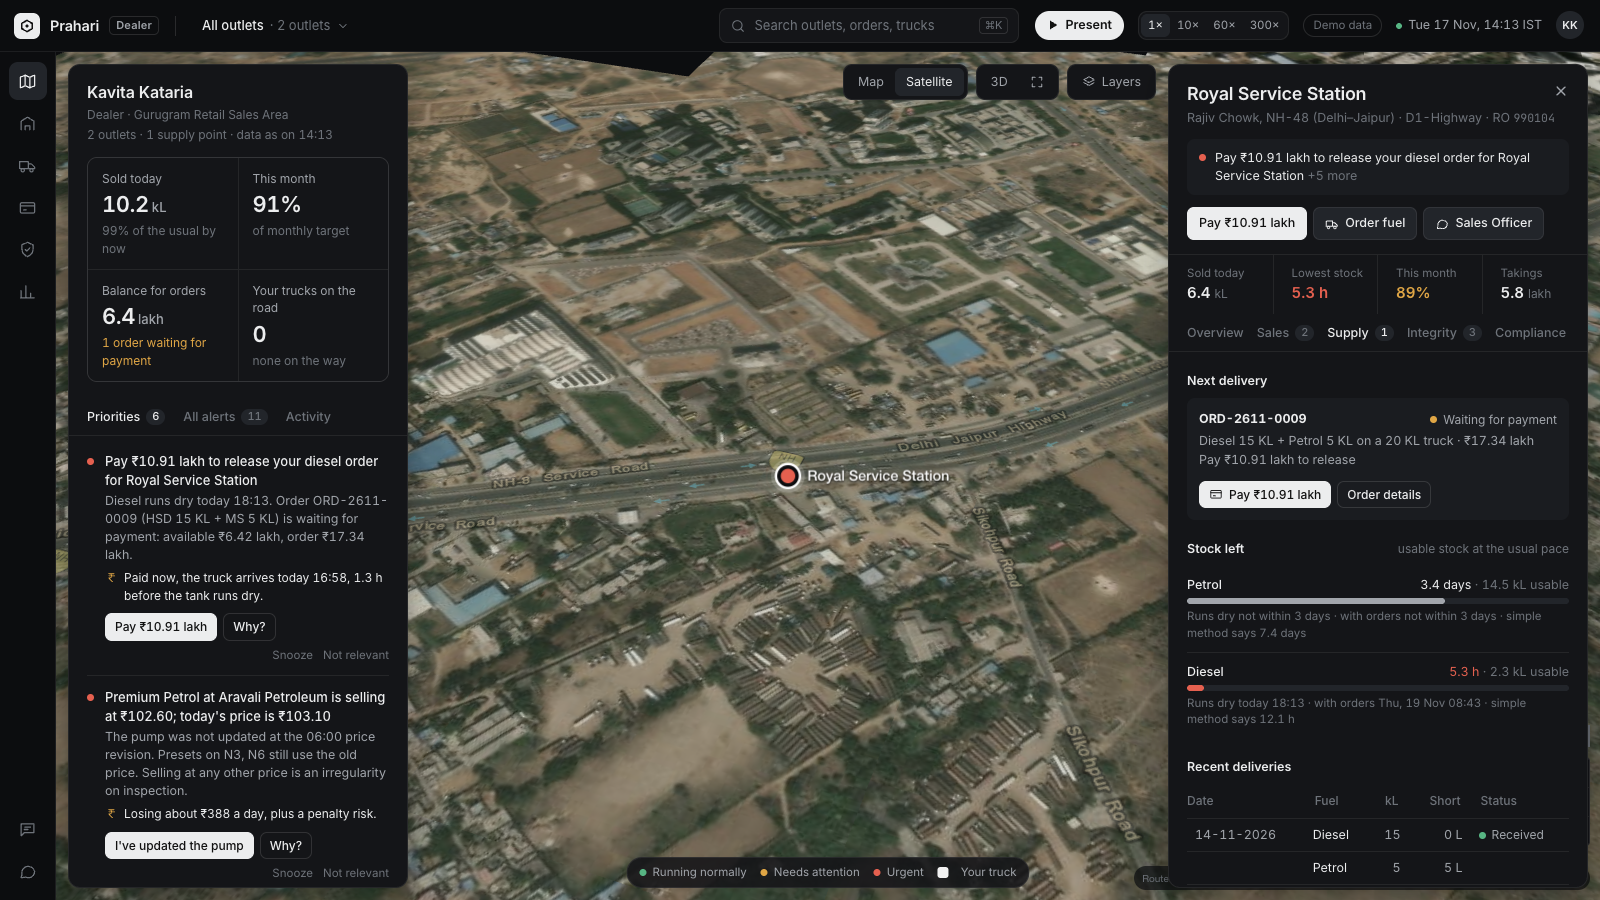 Prahari
Dealer
All outlets · 2 outlets
Search outlets, orders, trucks
⌘K
Present
1× 10× 60× 300×
Demo data
Tue 17 Nov, 14:13 IST
KK
Kavita Kataria
Dealer · Gurugram Retail Sales Area
2 outlets · 1 supply point · data as on 14:13
Sold today
10.2 kL
99% of the usual by
now
This month
91%
of monthly target
Balance for orders
6.4 lakh
1 order waiting for
payment
Your trucks on the
road
0
none on the way
Priorities 6 All alerts 11 Activity
Pay ₹10.91 lakh to release your diesel order
for Royal Service Station
Diesel runs dry today 18:13. Order ORD-2611-
0009 (HSD 15 KL + MS 5 KL) is waiting for
payment: available ₹6.42 lakh, order ₹17.34
lakh.
₹ Paid now, the truck arrives today 16:58, 1.3 h
before the tank runs dry.
Pay ₹10.91 lakh Why?
Snooze Not relevant
Premium Petrol at Aravali Petroleum is selling
at ₹102.60; today's price is ₹103.10
The pump was not updated at the 06:00 price
revision. Presets on N3, N6 still use the old
price. Selling at any other price is an irregularity
on inspection.
₹ Losing about ₹388 a day, plus a penalty risk.
I've updated the pump Why?
Snooze Not relevant
Map Satellite
3D
Layers
Delhi Jaipur Highway
NH-8 Service Road
Royal Service Station
vice Road
Sikohpur Road
Sikohpur Road
Running normally Needs attention Urgent Your truck
Route
Royal Service Station
Rajiv Chowk, NH-48 (Delhi–Jaipur) · D1-Highway · RO 990104
Pay ₹10.91 lakh to release your diesel order for Royal
Service Station +5 more
Pay ₹10.91 lakh Order fuel Sales Officer
Sold today
6.4 kL
Lowest stock
5.3 h
This month
89%
Takings
5.8 lakh
Overview Sales 2 Supply 1 Integrity 3 Compliance
Next delivery
ORD-2611-0009 Waiting for payment
Diesel 15 KL + Petrol 5 KL on a 20 KL truck · ₹17.34 lakh
Pay ₹10.91 lakh to release
Pay ₹10.91 lakh Order details
Stock left usable stock at the usual pace
Petrol 3.4 days · 14.5 kL usable
Runs dry not within 3 days · with orders not within 3 days · simple
method says 7.4 days
Diesel 5.3 h · 2.3 kL usable
Runs dry today 18:13 · with orders Thu, 19 Nov 08:43 · simple
method says 12.1 h
Recent deliveries
Date Fuel kL Short Status
14-11-2026 Diesel 15 0 L Received
Petrol 5 5 L